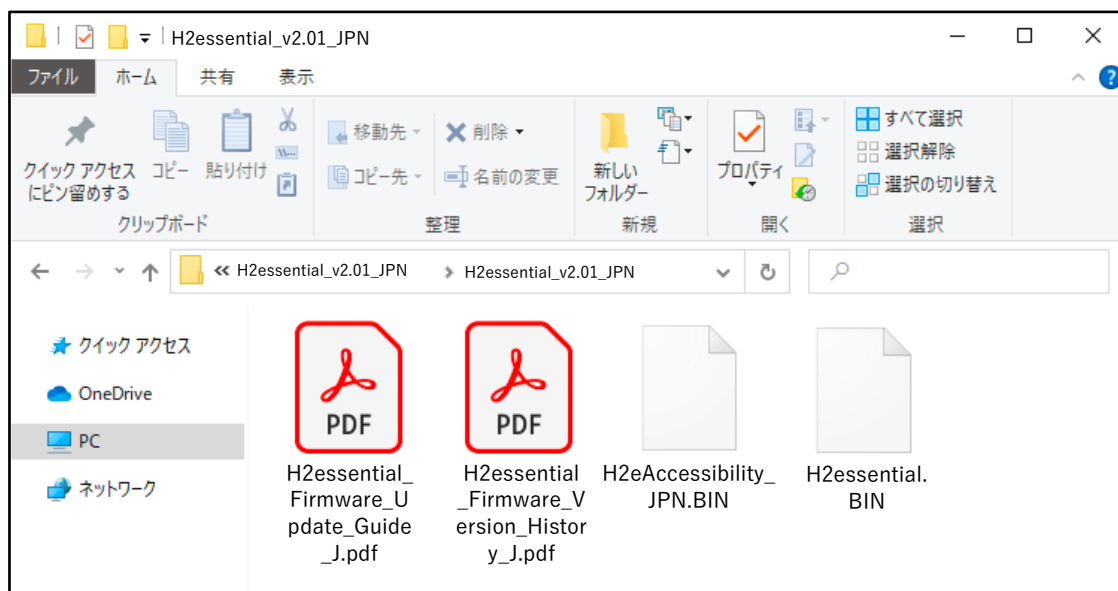 H2essential_v2.01_JPN
ファイル ホーム 共有 表示
?
クイック アクセス
にピン留めする
コピー
貼り付け
W...
移動先
コピー先
削除
名前の変更
新しい
フォルダー
プロパティ
すべて選択
選択解除
選択の切り替え
クリップボード 整理 新規 開く 選択
« H2essential_v2.01_JPN > H2essential_v2.01_JPN
クイック アクセス
OneDrive
PC
ネットワーク
PDF
H2essential_
Firmware_U
pdate_Guide
_J.pdf
PDF
H2essential
_Firmware_V
ersion_Histor
y_J.pdf
H2eAccessibility_
JPN.BIN
H2essential.
BIN